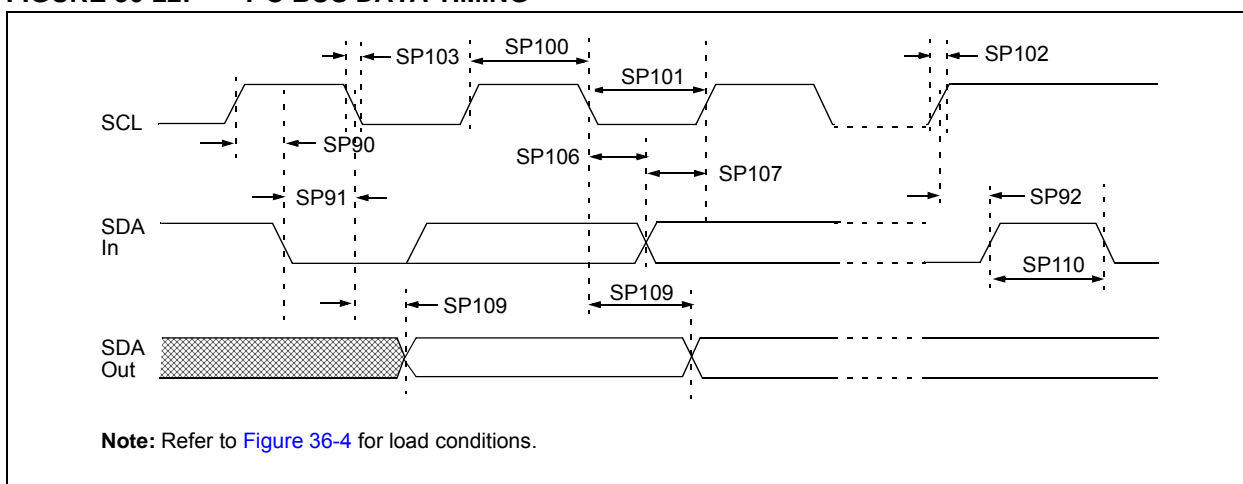 SP103
SP100
SP101
SP102
SCL
SP90
SP106
SP107
SP91
SP92
SDA
In
SP110
SP109
SP109
SDA
Out
Note: Refer to Figure 36-4 for load conditions.